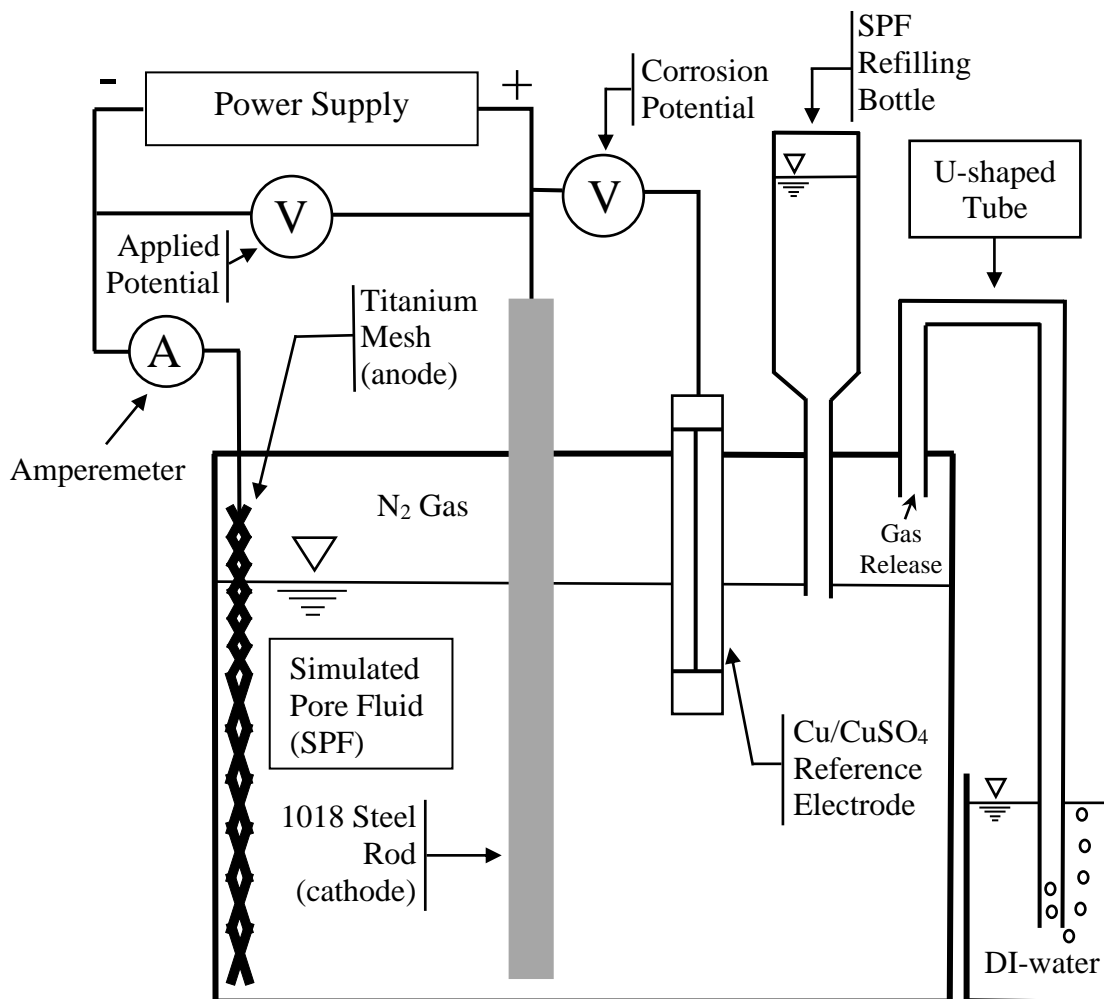 SPF
Refilling
Bottle
-
+
Power Supply
Corrosion
Potential
U-shaped
Tube
V
V
Applied
Potential
Titanium
Mesh
(anode)
A
Amperemeter
N₂ Gas
Gas
Release
Simulated
Pore Fluid
(SPF)
Cu/CuSO₄
Reference
Electrode
1018 Steel
Rod
(cathode)
DI-water